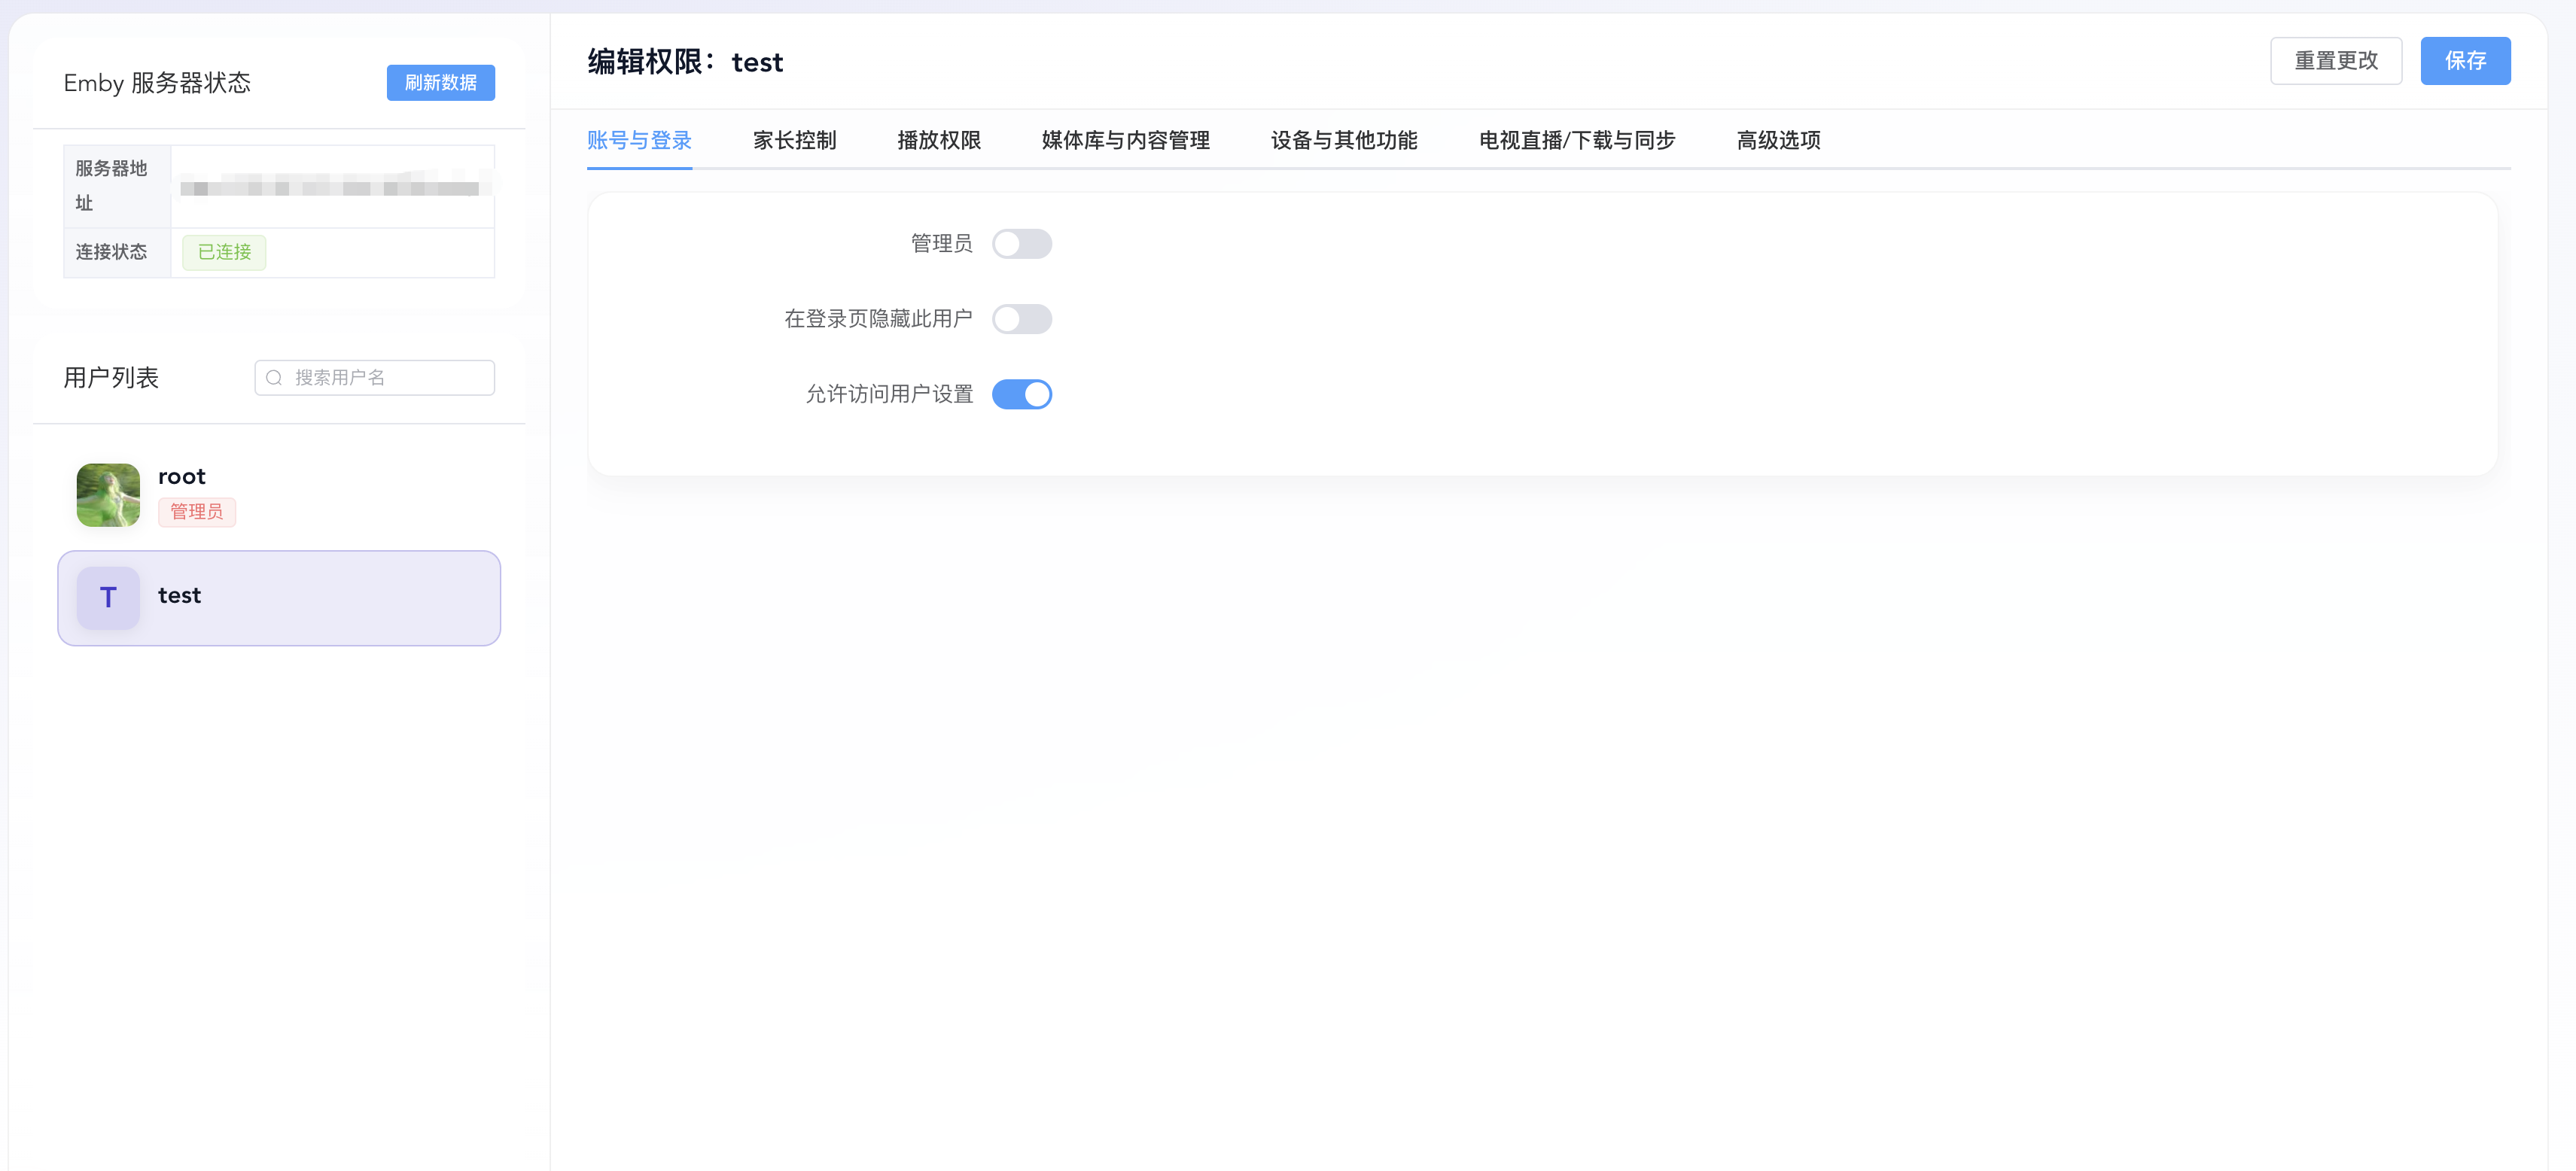 Emby 服务器状态
刷新数据
服务器地
址
连接状态
已连接
用户列表
搜索用户名
root
管理员
T
test
编辑权限：test
重置更改
保存
账号与登录
家长控制
播放权限
媒体库与内容管理
设备与其他功能
电视直播/下载与同步
高级选项
管理员
在登录页隐藏此用户
允许访问用户设置